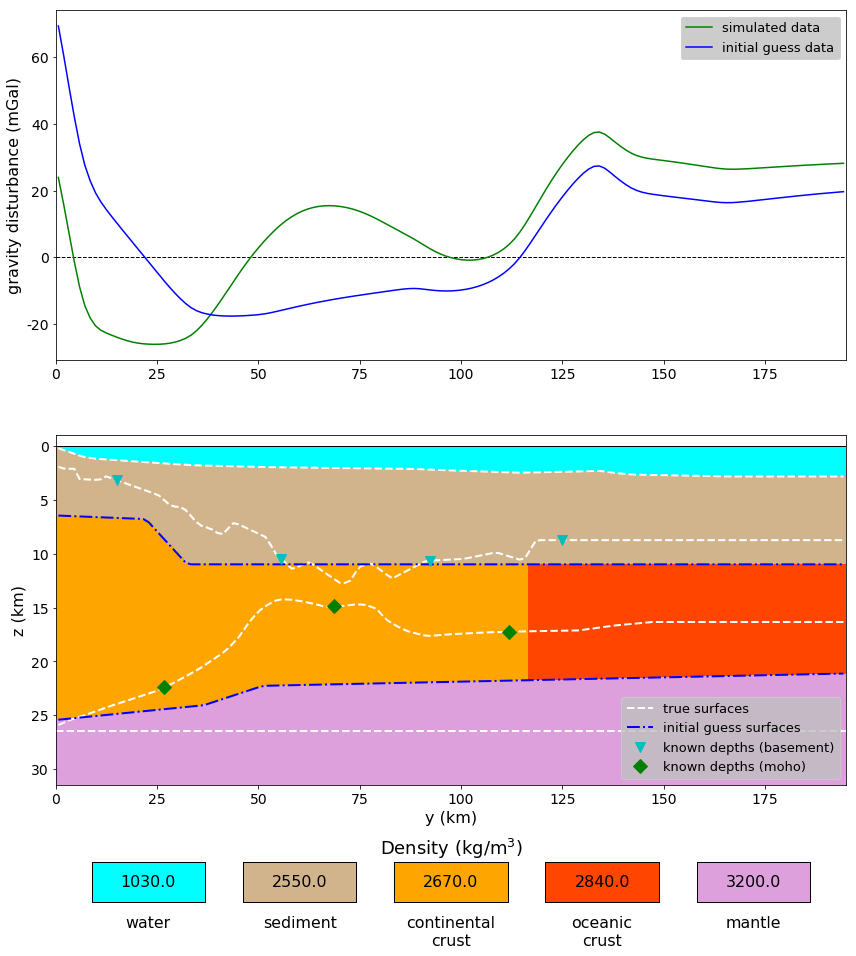 simulated data
initial guess data
gravity disturbance (mGal)
60
40
20
0
-20
0 25 50 75 100 125 150 175
z (km)
0
5
10
15
20
25
30
true surfaces
initial guess surfaces
known depths (basement)
known depths (moho)
0 25 50 75 100 125 150 175
y (km)
Density (kg/m³)
1030.0 2550.0 2670.0 2840.0 3200.0
water sediment continental oceanic mantle
crust crust